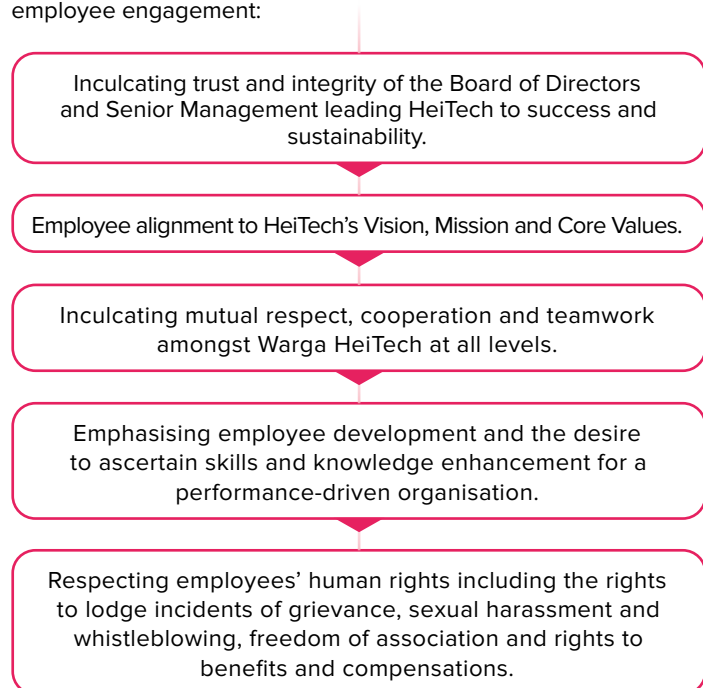 employee engagement:
Inculcating trust and integrity of the Board of Directors
and Senior Management leading HeiTech to success and
sustainability.
Employee alignment to HeiTech’s Vision, Mission and Core Values.
Inculcating mutual respect, cooperation and teamwork
amongst Warga HeiTech at all levels.
Emphasising employee development and the desire
to ascertain skills and knowledge enhancement for a
performance-driven organisation.
Respecting employees’ human rights including the rights
to lodge incidents of grievance, sexual harassment and
whistleblowing, freedom of association and rights to
benefits and compensations.